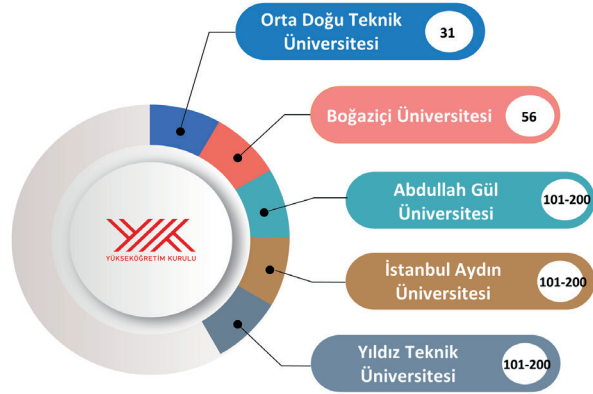 Orta Doğu Teknik
Üniversitesi
31
Boğaziçi Üniversitesi
56
Abdullah Gül
Üniversitesi
101-200
YÜKSEKÖĞRETİM KURULU
İstanbul Aydın
Üniversitesi
101-200
Yıldız Teknik
Üniversitesi
101-200